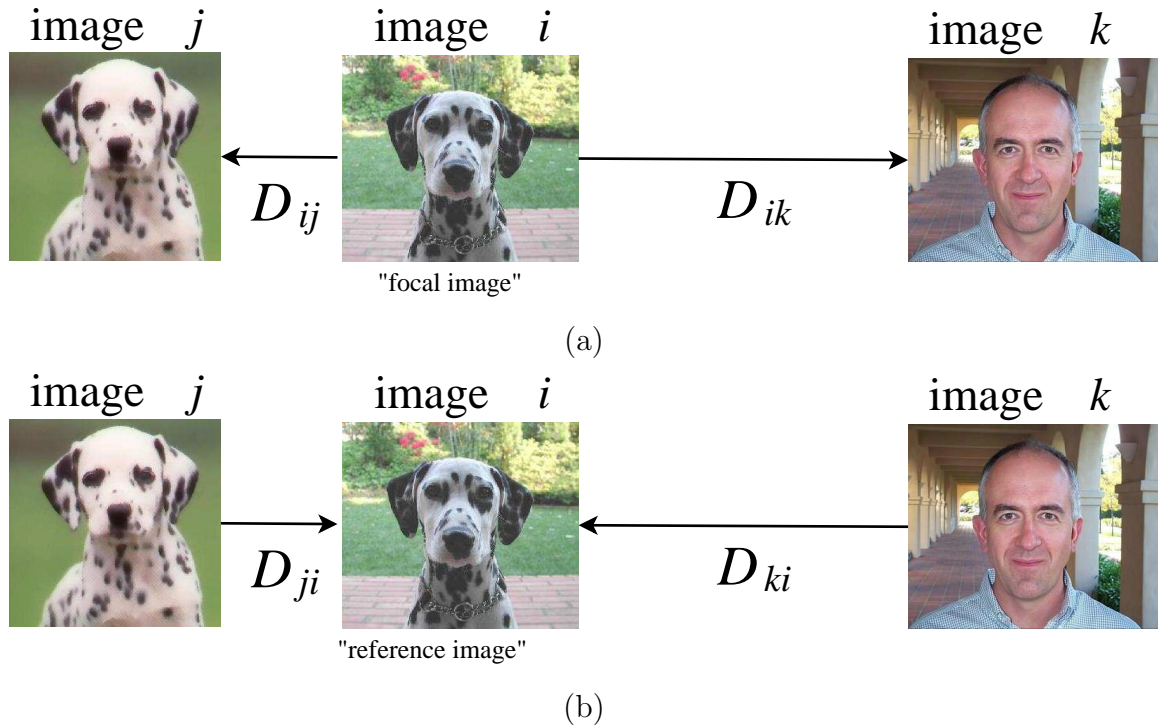 image j image i image k
D ij D ik
"focal image"
(a)
image j image i image k
D ji D ki
"reference image"
(b)